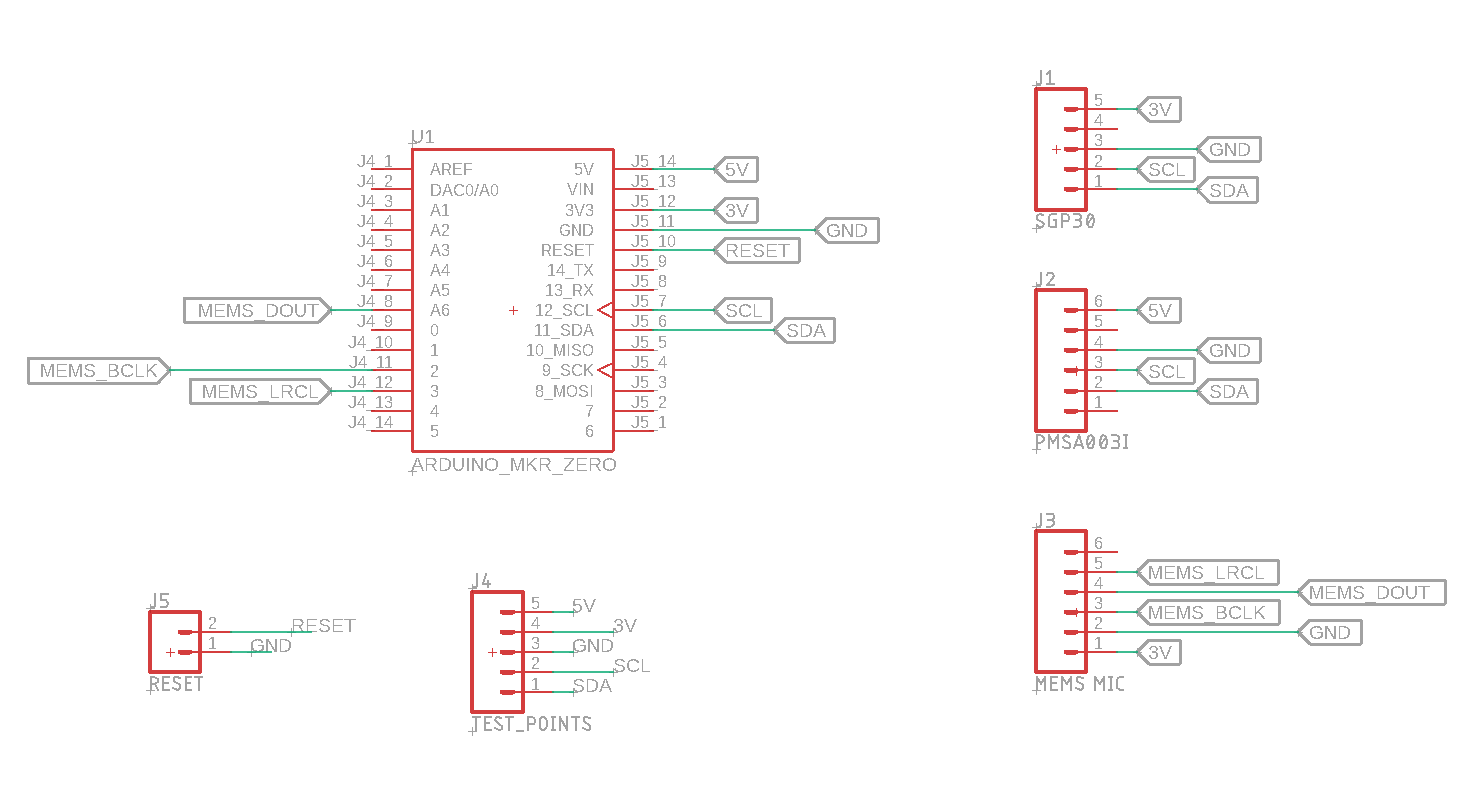 U1
J4_1 AREF 5V J5_14 5V
J4_2 DAC0/A0 VIN J5_13
J4_3 A1 3V3 J5_12 3V
J4_4 A2 GND J5_11 GND
J4_5 A3 RESET J5_10 RESET
J4_6 A4 14_TX J5_9
J4_7 A5 13_RX J5_8
MEMS_DOUT J4_8 A6 12_SCL J5_7 SCL
J4_9 0 11_SDA J5_6 SDA
J4_10 1 10_MISO J5_5
MEMS_BCLK J4_11 2 9_SCK J5_4
MEMS_LRCL J4_12 3 8_MOSI J5_3
J4_13 4 7 J5_2
J4_14 5 6 J5_1
ARDUINO_MKR_ZERO
J1
5 3V
4
3 GND
2 SCL
1 SDA
SGP30
J2
6 5V
5
4 GND
3 SCL
2 SDA
1
PMSA003I
J3
6
5 MEMS_LRCL
4 MEMS_DOUT
3 MEMS_BCLK
2 GND
1 3V
MEMS MIC
J5
2 RESET
1 GND
RESET
J4
5 5V
4 3V
3 GND
2 SCL
1 SDA
TEST_POINTS